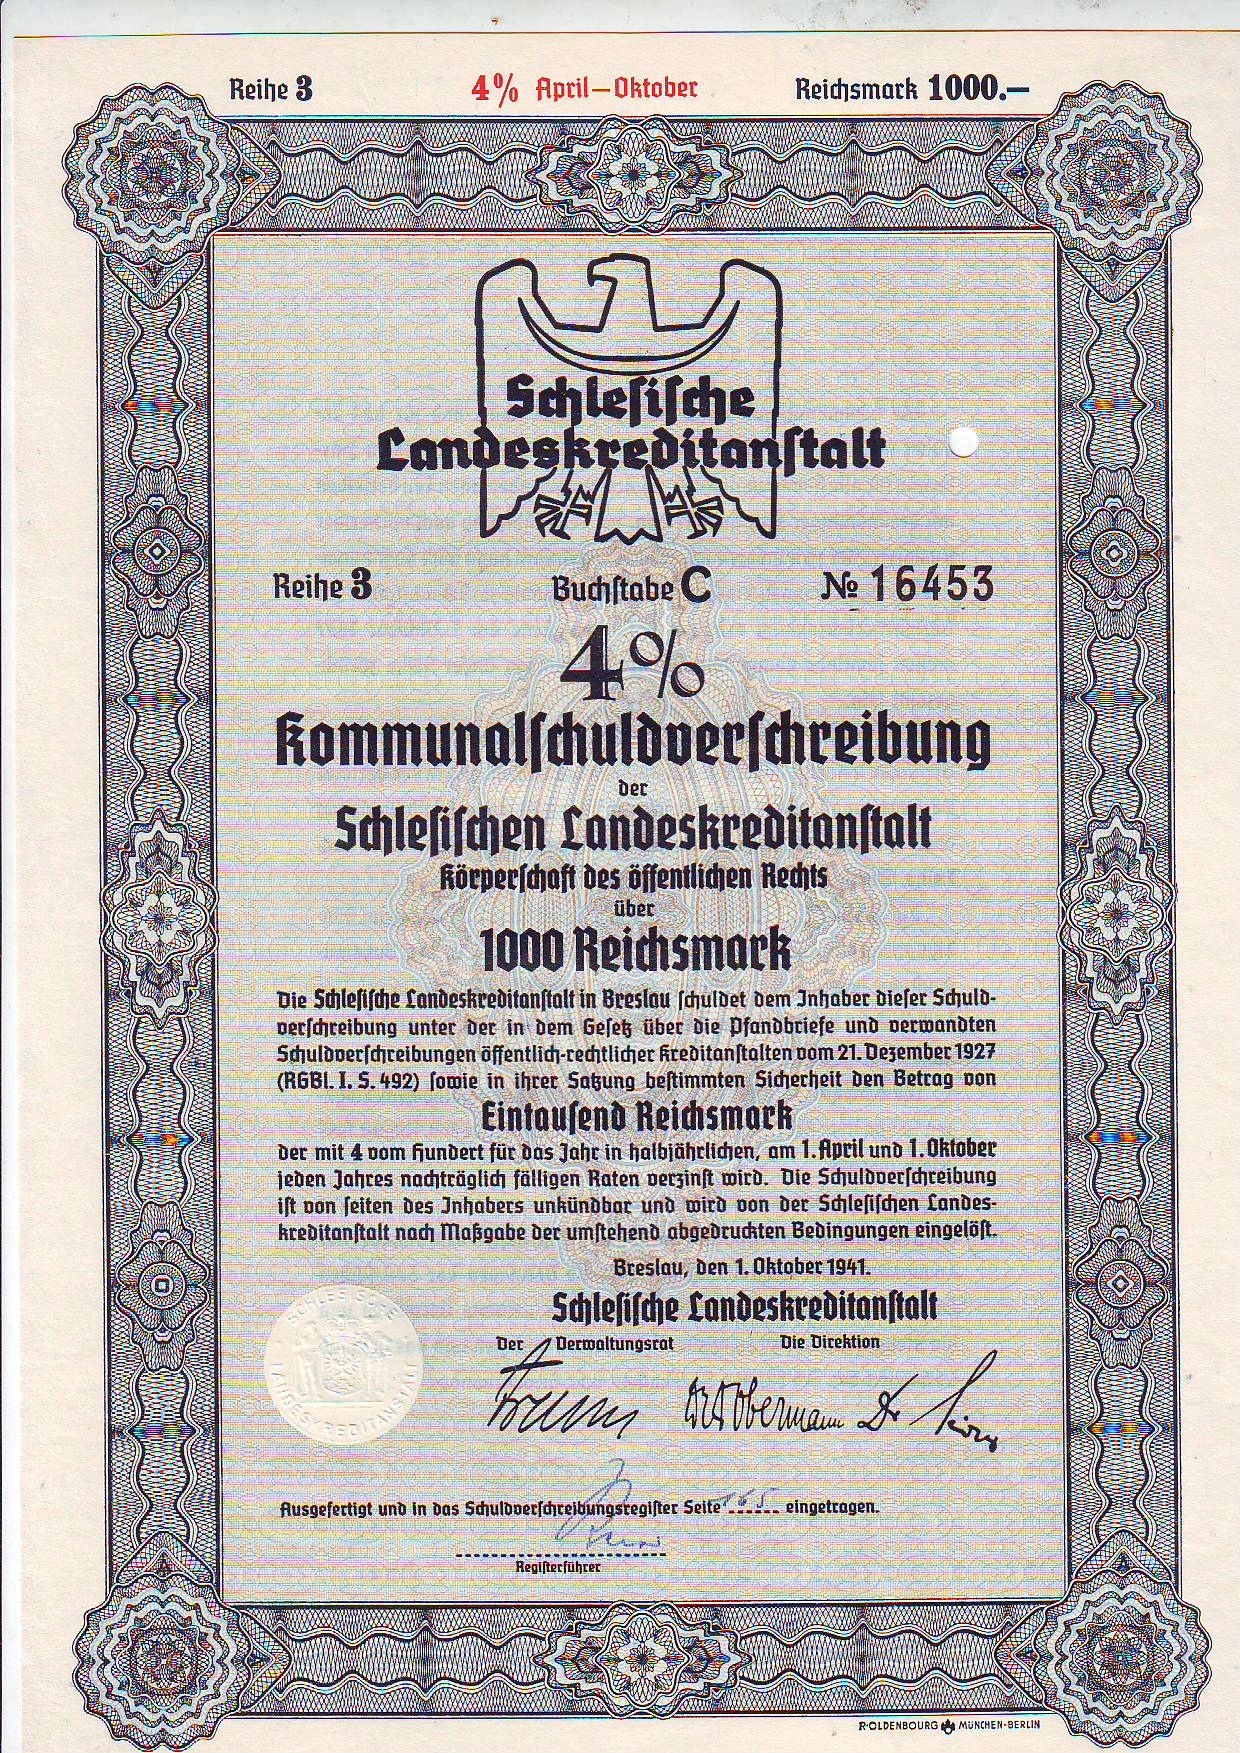 Reihe 3 4% April–Oktober Reichsmark 1000.–
Schleſiſche
Landeskreditanſtalt
Reihe 3 Buchſtabe C № 16453
4%
Kommunalſchuldverſchreibung
der
Schleſiſchen Landeskreditanſtalt
Körperſchaft des öffentlichen Rechts
über
1000 Reichsmark
Die Schleſiſche Landeskreditanſtalt in Breslau ſchuldet dem Inhaber dieſer Schuld-
verſchreibung unter der in dem Geſetz über die Pfandbriefe und verwandten
Schuldverſchreibungen öffentlich-rechtlicher Kreditanſtalten vom 21. Dezember 1927
(RGBl. I. S. 492) ſowie in ihrer Satzung beſtimmten Sicherheit den Betrag von
Eintauſend Reichsmark
der mit 4 vom Hundert für das Jahr in halbjährlichen, am 1. April und 1. Oktober
jeden Jahres nachträglich fälligen Raten verzinſt wird. Die Schuldverſchreibung
iſt von ſeiten des Inhabers unkündbar und wird von der Schleſiſchen Landes-
kreditanſtalt nach Maßgabe der umſtehend abgedruckten Bedingungen eingelöſt.
Breslau, den 1. Oktober 1941.
Schleſiſche Landeskreditanſtalt
Der Verwaltungsrat Die Direktion
SCHLESISCHE
LANDESKREDITANSTALT
Dr Obermann Dr
Ausgefertigt und in das Schuldverſchreibungsregiſter Seite 165 eingetragen.
Regiſterführer
R·OLDENBOURG MÜNCHEN-BERLIN